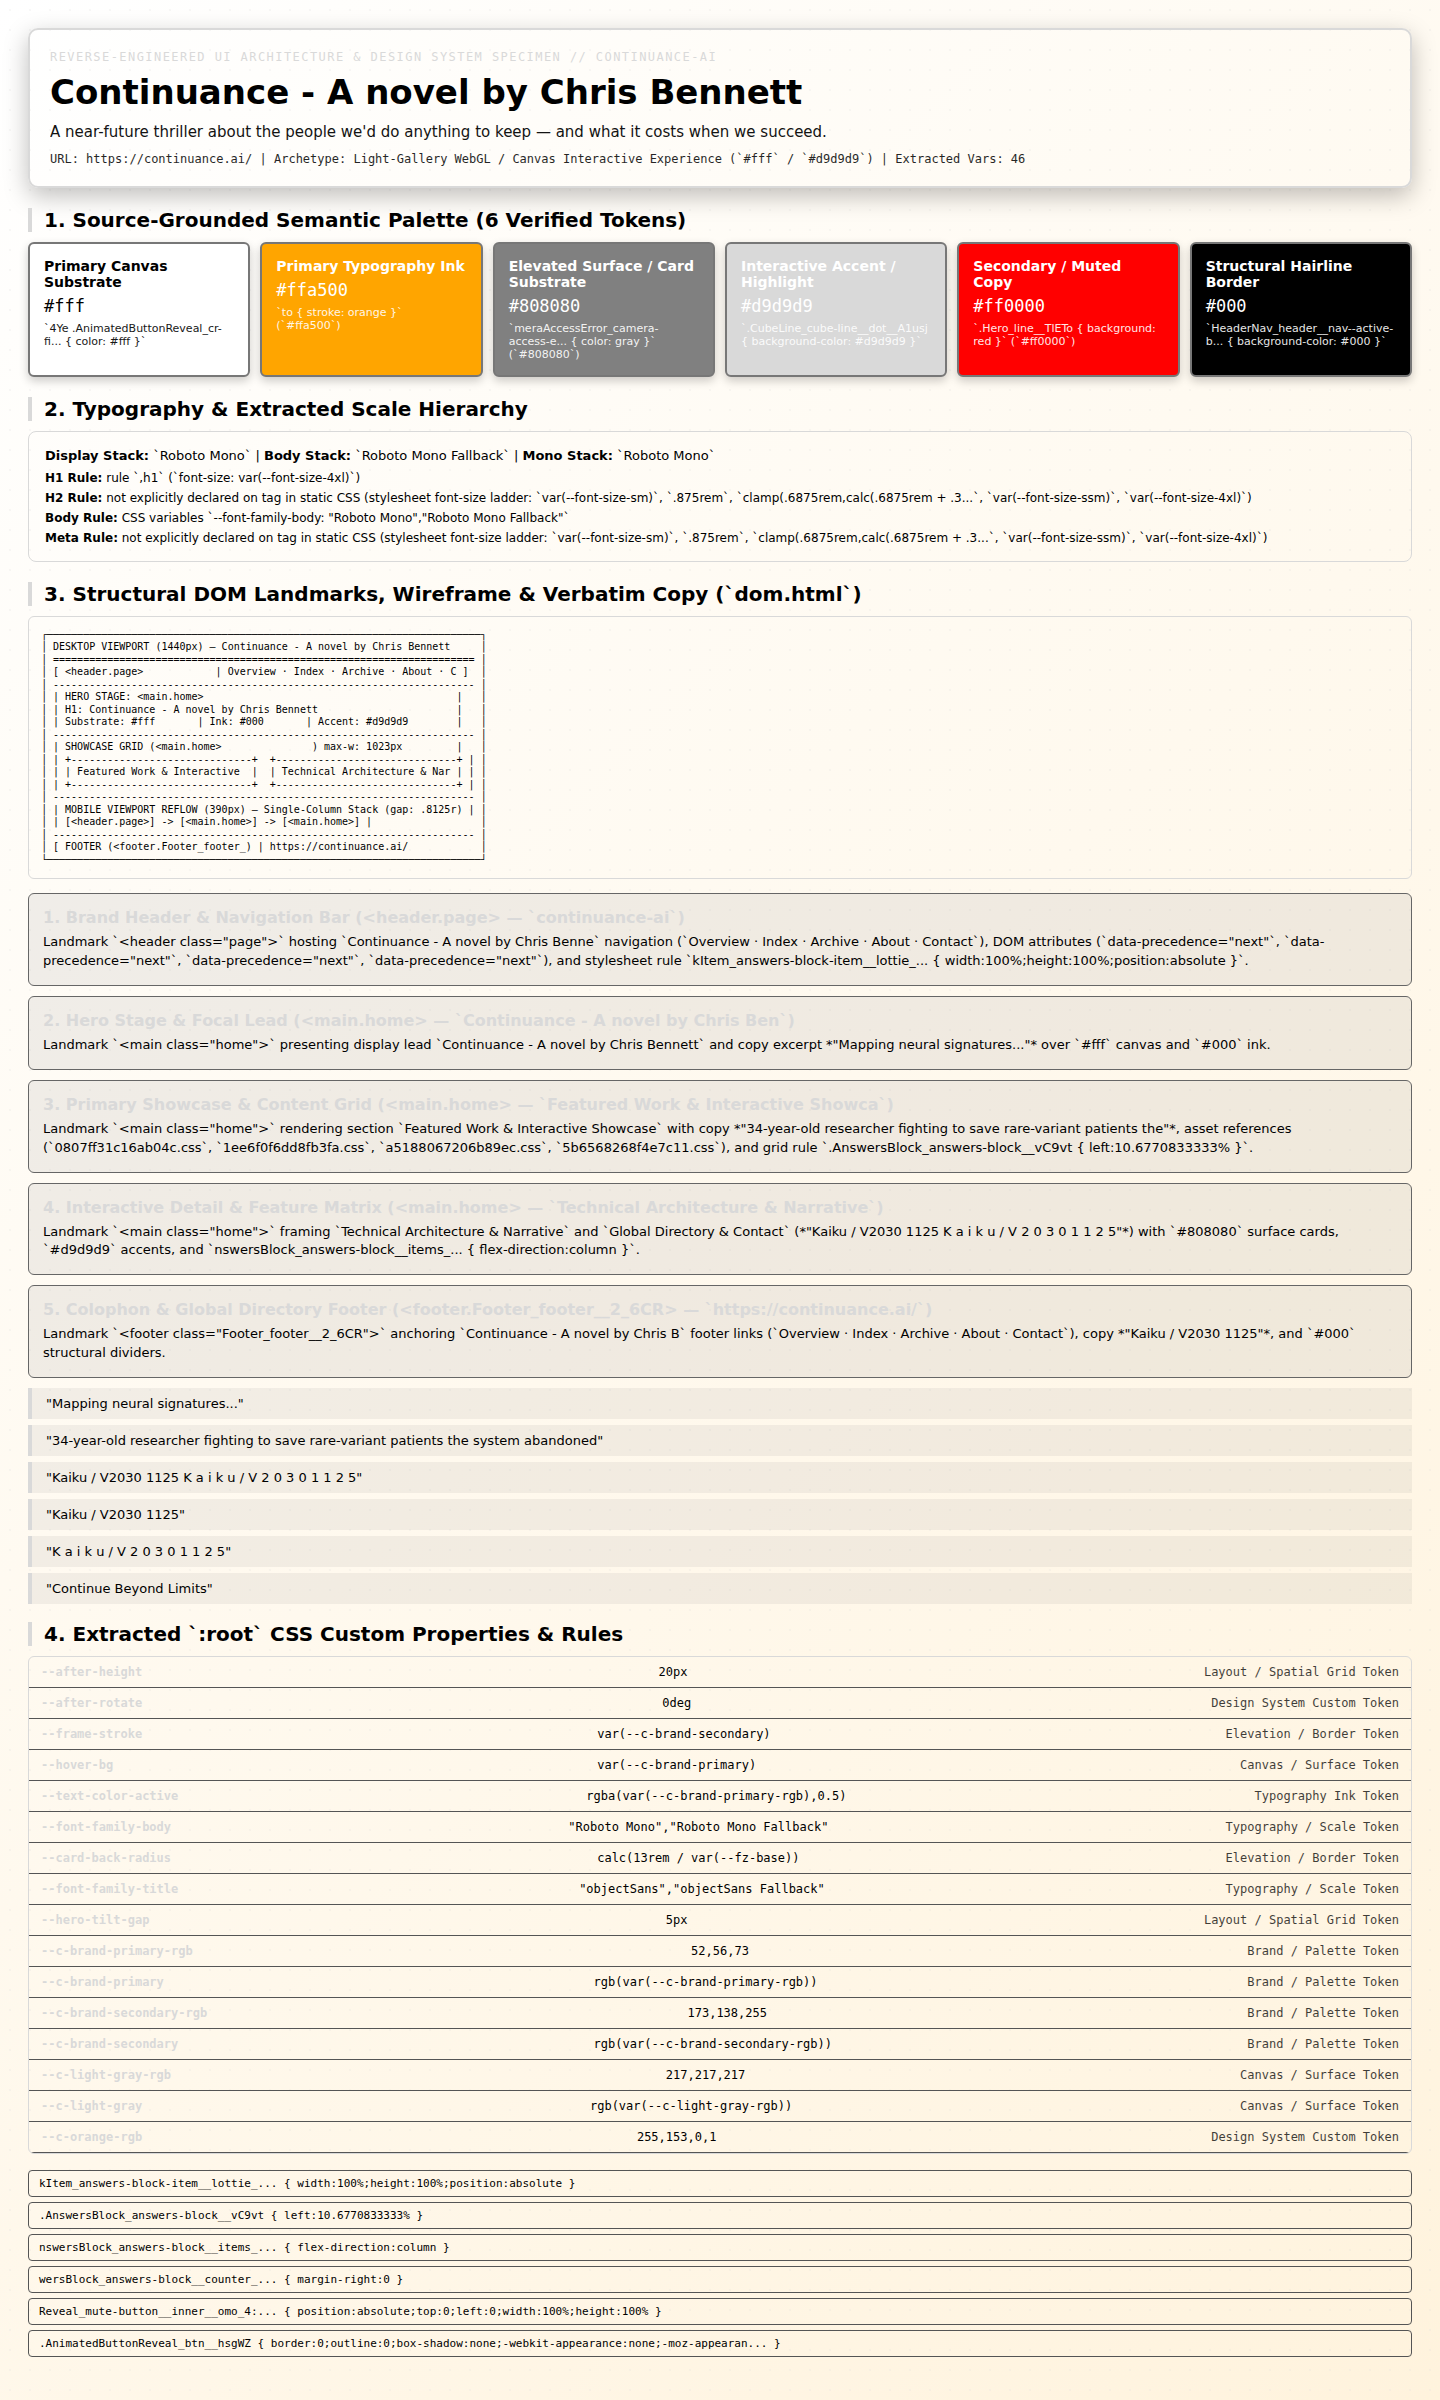 REVERSE-ENGINEERED UI ARCHITECTURE & DESIGN SYSTEM SPECIMEN // CONTINUANCE-AI
Continuance - A novel by Chris Bennett
A near-future thriller about the people we'd do anything to keep — and what it costs when we succeed.
URL: https://continuance.ai/ | Archetype: Light-Gallery WebGL / Canvas Interactive Experience (`#fff` / `#d9d9d9`) | Extracted Vars: 46
1. Source-Grounded Semantic Palette (6 Verified Tokens)
Primary Canvas
Substrate
#fff
`4Ye .AnimatedButtonReveal_cr-
fi... { color: #fff }`
Primary Typography Ink
#ffa500
`to { stroke: orange }`
(`#ffa500`)
Elevated Surface / Card
Substrate
#808080
`meraAccessError_camera-
access-e... { color: gray }`
(`#808080`)
Interactive Accent /
Highlight
#d9d9d9
`.CubeLine_cube-line__dot__A1usj
{ background-color: #d9d9d9 }`
Secondary / Muted
Copy
#ff0000
`.Hero_line__TIETo { background:
red }` (`#ff0000`)
Structural Hairline
Border
#000
`HeaderNav_header__nav--active-
b... { background-color: #000 }`
2. Typography & Extracted Scale Hierarchy
Display Stack: `Roboto Mono` | Body Stack: `Roboto Mono Fallback` | Mono Stack: `Roboto Mono`
H1 Rule: rule `,h1` (`font-size: var(--font-size-4xl)`)
H2 Rule: not explicitly declared on tag in static CSS (stylesheet font-size ladder: `var(--font-size-sm)`, `.875rem`, `clamp(.6875rem,calc(.6875rem + .3...`, `var(--font-size-ssm)`, `var(--font-size-4xl)`)
Body Rule: CSS variables `--font-family-body: "Roboto Mono","Roboto Mono Fallback"`
Meta Rule: not explicitly declared on tag in static CSS (stylesheet font-size ladder: `var(--font-size-sm)`, `.875rem`, `clamp(.6875rem,calc(.6875rem + .3...`, `var(--font-size-ssm)`, `var(--font-size-4xl)`)
3. Structural DOM Landmarks, Wireframe & Verbatim Copy (`dom.html`)
DESKTOP VIEWPORT (1440px) — Continuance - A novel by Chris Bennett
======================================================================
[ <header.page> | Overview · Index · Archive · About · C ]
----------------------------------------------------------------------
| HERO STAGE: <main.home> |
| H1: Continuance - A novel by Chris Bennett |
| Substrate: #fff | Ink: #000 | Accent: #d9d9d9 |
----------------------------------------------------------------------
| SHOWCASE GRID (<main.home> ) max-w: 1023px |
| +------------------------------+ +------------------------------+ |
| | Featured Work & Interactive | | Technical Architecture & Nar | |
| +------------------------------+ +------------------------------+ |
----------------------------------------------------------------------
| MOBILE VIEWPORT REFLOW (390px) — Single-Column Stack (gap: .8125r) |
| [<header.page>] -> [<main.home>] -> [<main.home>] |
----------------------------------------------------------------------
[ FOOTER (<footer.Footer_footer_) | https://continuance.ai/
1. Brand Header & Navigation Bar (<header.page> — `continuance-ai`)
Landmark `<header class="page">` hosting `Continuance - A novel by Chris Benne` navigation (`Overview · Index · Archive · About · Contact`), DOM attributes (`data-precedence="next"`, `data-
precedence="next"`, `data-precedence="next"`, `data-precedence="next"`), and stylesheet rule `kItem_answers-block-item__lottie_... { width:100%;height:100%;position:absolute }`.
2. Hero Stage & Focal Lead (<main.home> — `Continuance - A novel by Chris Ben`)
Landmark `<main class="home">` presenting display lead `Continuance - A novel by Chris Bennett` and copy excerpt *"Mapping neural signatures..."* over `#fff` canvas and `#000` ink.
3. Primary Showcase & Content Grid (<main.home> — `Featured Work & Interactive Showca`)
Landmark `<main class="home">` rendering section `Featured Work & Interactive Showcase` with copy *"34-year-old researcher fighting to save rare-variant patients the"*, asset references
(`0807ff31c16ab04c.css`, `1ee6f0f6dd8fb3fa.css`, `a5188067206b89ec.css`, `5b6568268f4e7c11.css`), and grid rule `.AnswersBlock_answers-block__vC9vt { left:10.6770833333% }`.
4. Interactive Detail & Feature Matrix (<main.home> — `Technical Architecture & Narrative`)
Landmark `<main class="home">` framing `Technical Architecture & Narrative` and `Global Directory & Contact` (*"Kaiku / V2030 1125 K a i k u / V 2 0 3 0 1 1 2 5"*) with `#808080` surface cards,
`#d9d9d9` accents, and `nswersBlock_answers-block__items_... { flex-direction:column }`.
5. Colophon & Global Directory Footer (<footer.Footer_footer__2_6CR> — `https://continuance.ai/`)
Landmark `<footer class="Footer_footer__2_6CR">` anchoring `Continuance - A novel by Chris B` footer links (`Overview · Index · Archive · About · Contact`), copy *"Kaiku / V2030 1125"*, and `#000`
structural dividers.
"Mapping neural signatures..."
"34-year-old researcher fighting to save rare-variant patients the system abandoned"
"Kaiku / V2030 1125 K a i k u / V 2 0 3 0 1 1 2 5"
"Kaiku / V2030 1125"
"K a i k u / V 2 0 3 0 1 1 2 5"
"Continue Beyond Limits"
4. Extracted `:root` CSS Custom Properties & Rules
--after-height 20px Layout / Spatial Grid Token
--after-rotate 0deg Design System Custom Token
--frame-stroke var(--c-brand-secondary) Elevation / Border Token
--hover-bg var(--c-brand-primary) Canvas / Surface Token
--text-color-active rgba(var(--c-brand-primary-rgb),0.5) Typography Ink Token
--font-family-body "Roboto Mono","Roboto Mono Fallback" Typography / Scale Token
--card-back-radius calc(13rem / var(--fz-base)) Elevation / Border Token
--font-family-title "objectSans","objectSans Fallback" Typography / Scale Token
--hero-tilt-gap 5px Layout / Spatial Grid Token
--c-brand-primary-rgb 52,56,73 Brand / Palette Token
--c-brand-primary rgb(var(--c-brand-primary-rgb)) Brand / Palette Token
--c-brand-secondary-rgb 173,138,255 Brand / Palette Token
--c-brand-secondary rgb(var(--c-brand-secondary-rgb)) Brand / Palette Token
--c-light-gray-rgb 217,217,217 Canvas / Surface Token
--c-light-gray rgb(var(--c-light-gray-rgb)) Canvas / Surface Token
--c-orange-rgb 255,153,0,1 Design System Custom Token
kItem_answers-block-item__lottie_... { width:100%;height:100%;position:absolute }
.AnswersBlock_answers-block__vC9vt { left:10.6770833333% }
nswersBlock_answers-block__items_... { flex-direction:column }
wersBlock_answers-block__counter_... { margin-right:0 }
Reveal_mute-button__inner__omo_4:... { position:absolute;top:0;left:0;width:100%;height:100% }
.AnimatedButtonReveal_btn__hsgWZ { border:0;outline:0;box-shadow:none;-webkit-appearance:none;-moz-appearan... }